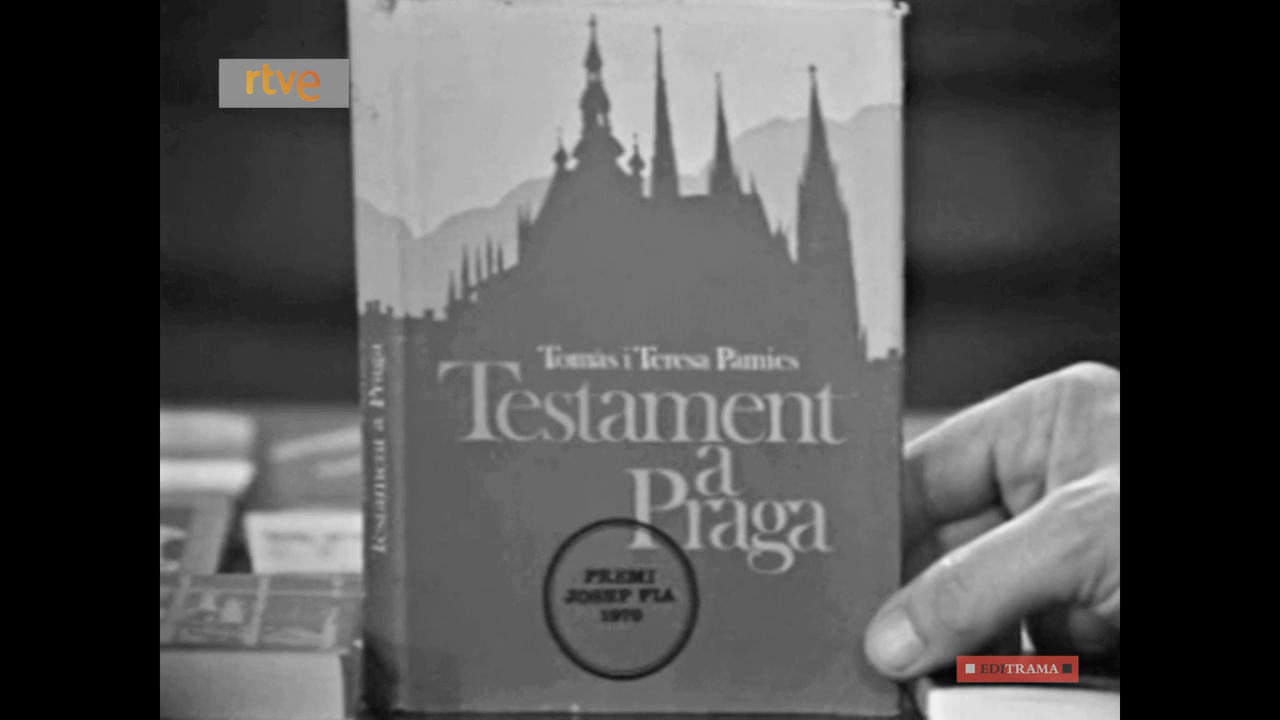 rtve
Tomàs i Teresa Pàmies
Testament
a
Praga
Testament a Praga
PREMI
JOSEP PLA
1970
EDITRAMA